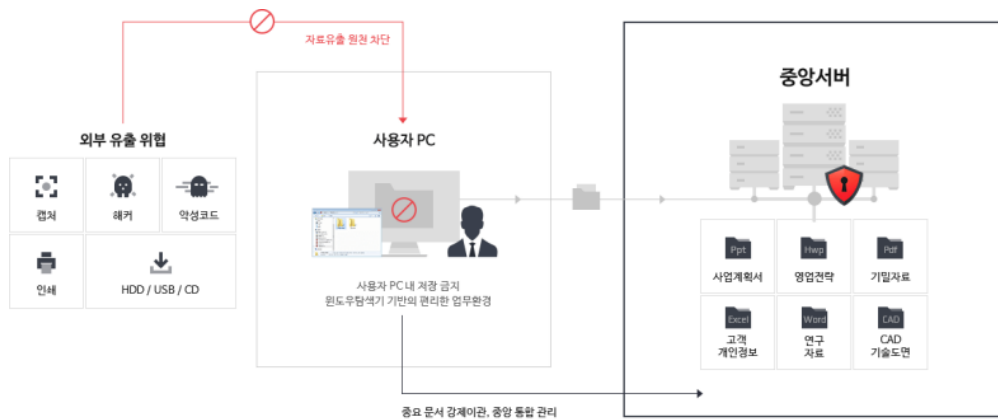 자료유출 원천 차단
외부 유출 위협
캡처
해커
악성코드
인쇄
HDD / USB / CD
사용자 PC
사용자 PC 내 저장 금지
윈도우탐색기 기반의 편리한 업무환경
중앙서버
Ppt
Hwp
Pdf
사업계획서
영업전략
기밀자료
Excel
Word
CAD
고객
개인정보
연구
자료
CAD
기술도면
중요 문서 강제이관, 중앙 통합 관리